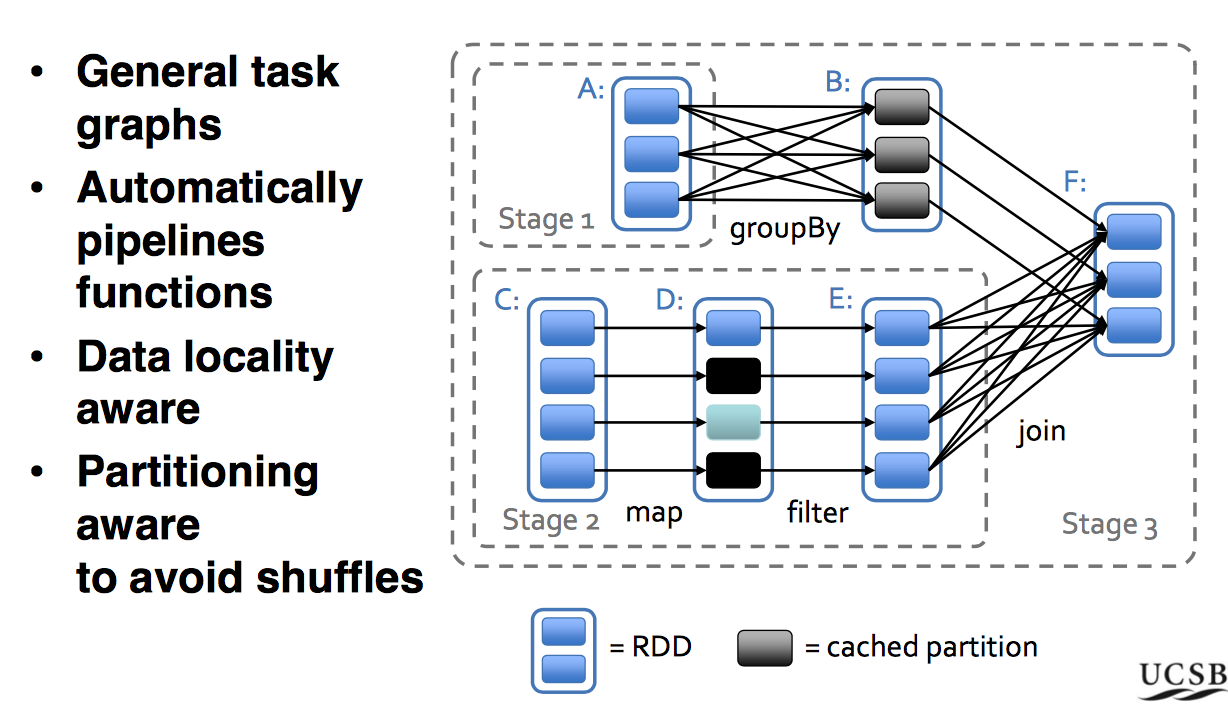 • General task
graphs
• Automatically
pipelines
functions
• Data locality
aware
• Partitioning
aware
to avoid shuffles
A:
B:
Stage 1
groupBy
F:
C:
D:
E:
Stage 2
map
filter
join
Stage 3
= RDD
= cached partition
UCSB